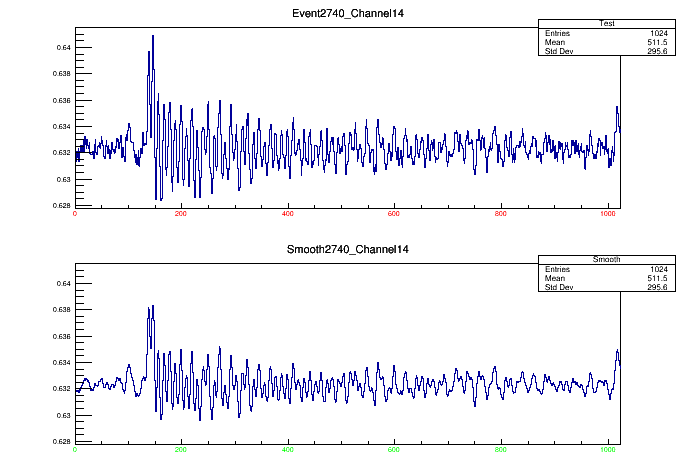 Event2740_Channel14
Test
Entries 1024
Mean 511.5
Std Dev 295.6
0.64
0.638
0.636
0.634
0.632
0.63
0.628
0 200 400 600 800 1000
Smooth2740_Channel14
Smooth
Entries 1024
Mean 511.5
Std Dev 295.6
0.64
0.638
0.636
0.634
0.632
0.63
0.628
0 200 400 600 800 1000